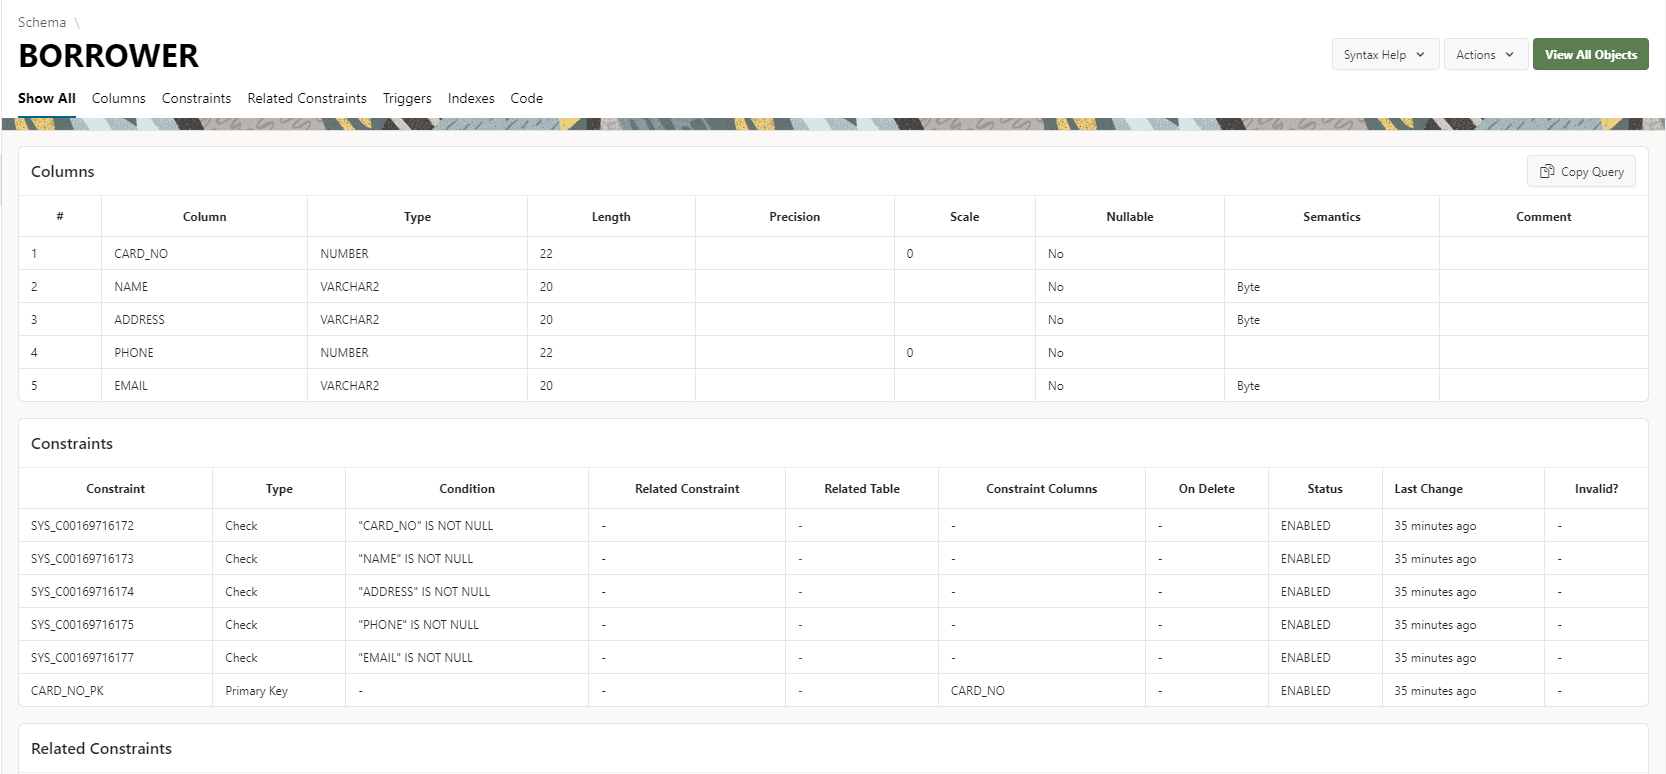 Schema \
BORROWER
Syntax Help Actions View All Objects
Show All Columns Constraints Related Constraints Triggers Indexes Code
Columns
Copy Query
# Column Type Length Precision Scale Nullable Semantics Comment
1 CARD_NO NUMBER 22 0 No
2 NAME VARCHAR2 20 No Byte
3 ADDRESS VARCHAR2 20 No Byte
4 PHONE NUMBER 22 0 No
5 EMAIL VARCHAR2 20 No Byte
Constraints
Constraint Type Condition Related Constraint Related Table Constraint Columns On Delete Status Last Change Invalid?
SYS_C00169716172 Check "CARD_NO" IS NOT NULL - - - - ENABLED 35 minutes ago -
SYS_C00169716173 Check "NAME" IS NOT NULL - - - - ENABLED 35 minutes ago -
SYS_C00169716174 Check "ADDRESS" IS NOT NULL - - - - ENABLED 35 minutes ago -
SYS_C00169716175 Check "PHONE" IS NOT NULL - - - - ENABLED 35 minutes ago -
SYS_C00169716177 Check "EMAIL" IS NOT NULL - - - - ENABLED 35 minutes ago -
CARD_NO_PK Primary Key - - - CARD_NO - ENABLED 35 minutes ago -
Related Constraints